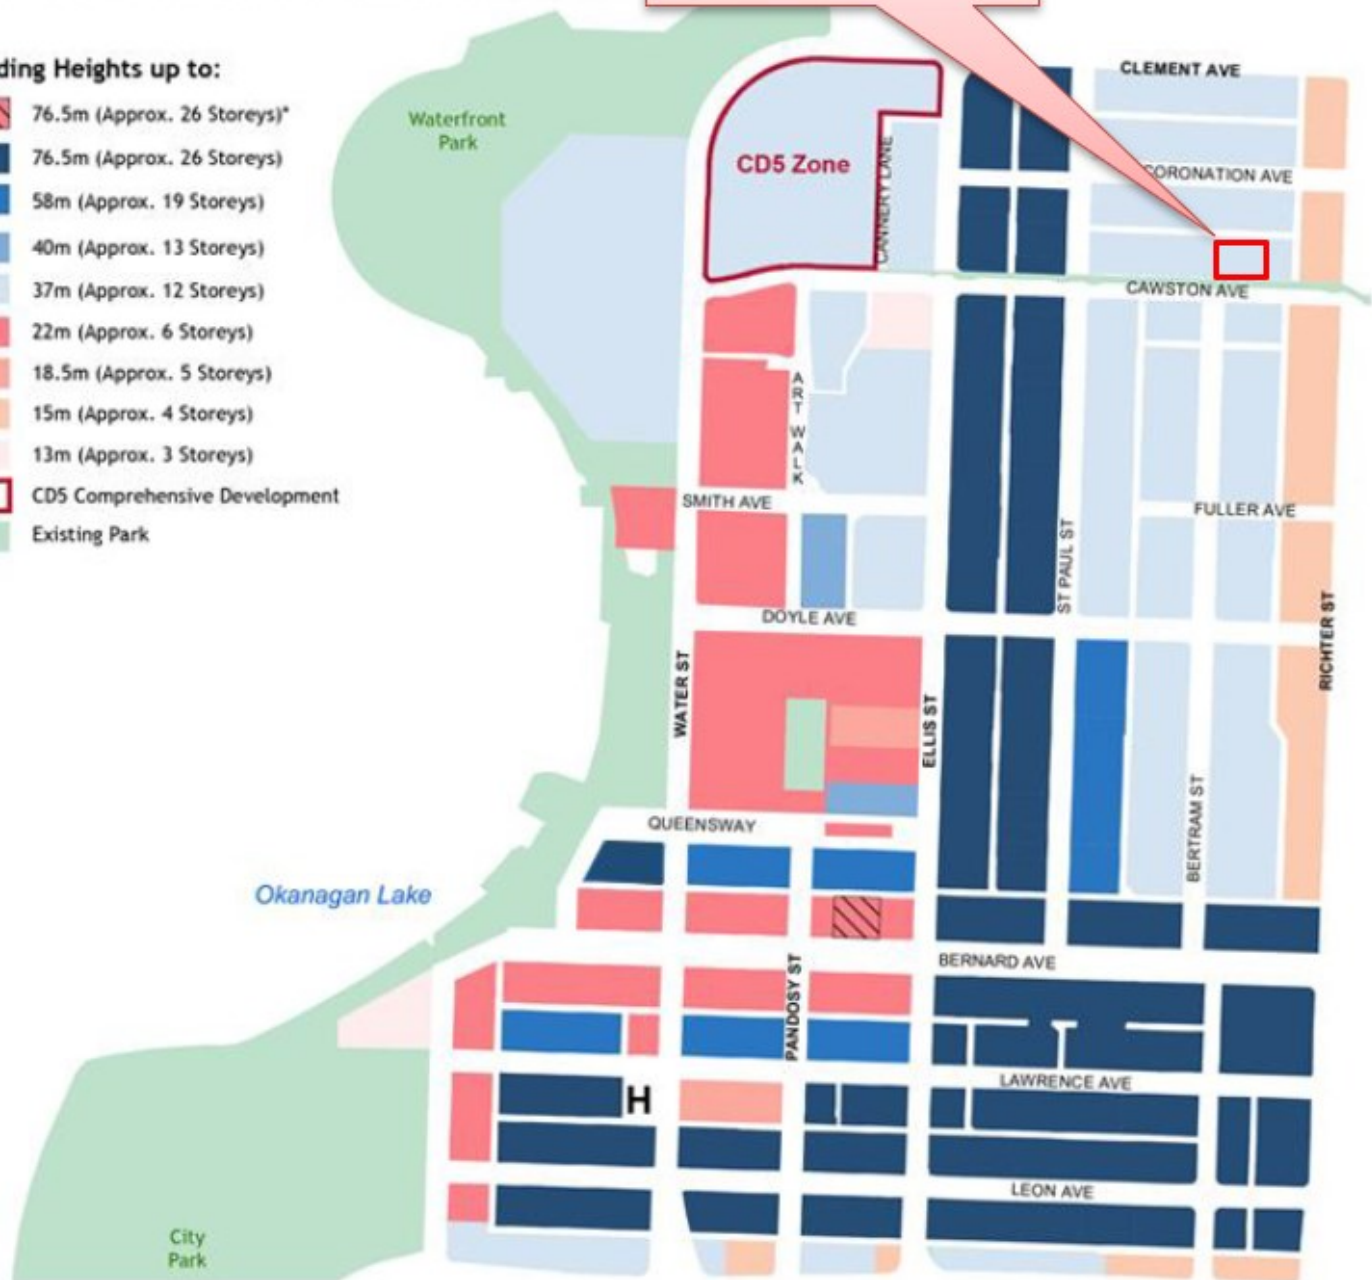 ding Heights up to:
76.5m (Approx. 26 Storeys)*
76.5m (Approx. 26 Storeys)
58m (Approx. 19 Storeys)
40m (Approx. 13 Storeys)
37m (Approx. 12 Storeys)
22m (Approx. 6 Storeys)
18.5m (Approx. 5 Storeys)
15m (Approx. 4 Storeys)
13m (Approx. 3 Storeys)
CD5 Comprehensive Development
Existing Park
Waterfront
Park
CD5 Zone
CANNERY LANE
CLEMENT AVE
CORONATION AVE
CAWSTON AVE
ART WALK
SMITH AVE
FULLER AVE
ST PAUL ST
DOYLE AVE
RICHTER ST
WATER ST
ELLIS ST
BERTRAM ST
QUEENSWAY
Okanagan Lake
BERNARD AVE
PANDOSY ST
LAWRENCE AVE
H
LEON AVE
City
Park